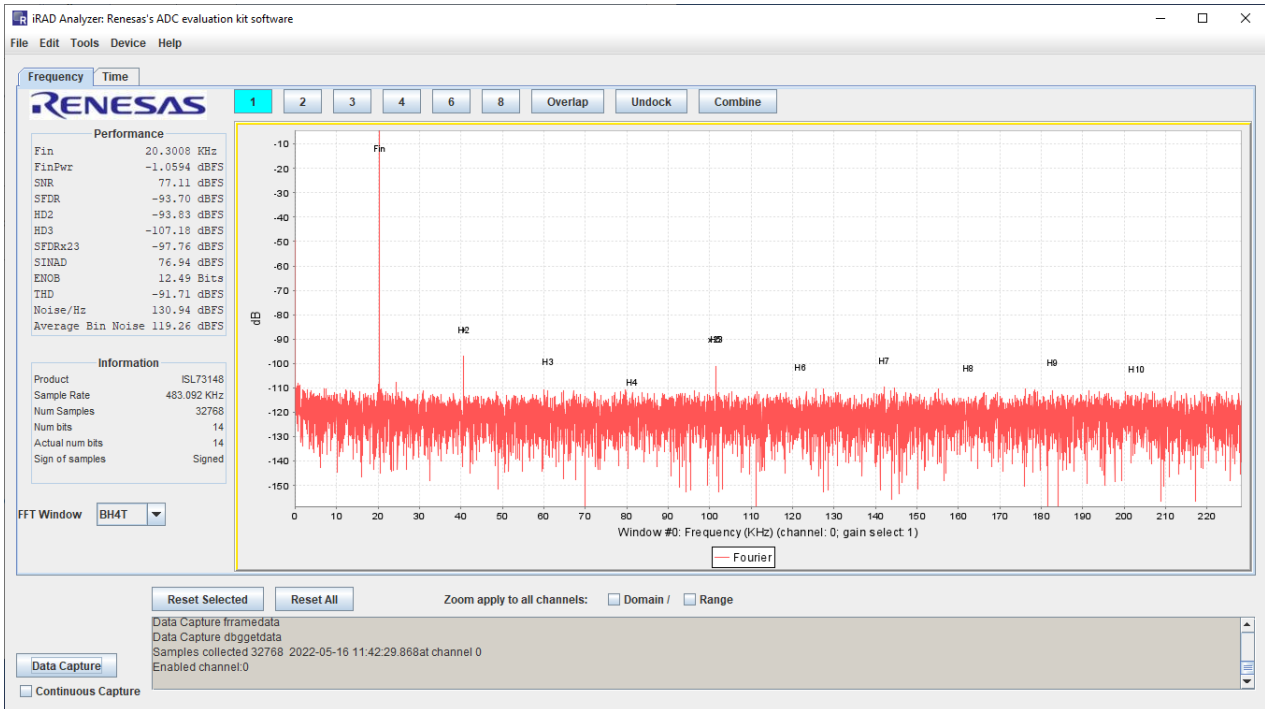 iRAD Analyzer: Renesas's ADC evaluation kit software
File Edit Tools Device Help
Frequency Time
RENESAS
1 2 3 4 6 8 Overlap Undock Combine
Performance
Fin 20.3008 KHz
FinPwr -1.0594 dBFS
SNR 77.11 dBFS
SFDR -93.70 dBFS
HD2 -93.83 dBFS
HD3 -107.18 dBFS
SFDRx23 -97.76 dBFS
SINAD 76.94 dBFS
ENOB 12.49 Bits
THD -91.71 dBFS
Noise/Hz 130.94 dBFS
Average Bin Noise 119.26 dBFS
Information
Product ISL73148
Sample Rate 483.092 KHz
Num Samples 32768
Num bits 14
Actual num bits 14
Sign of samples Signed
FFT Window BH4T
dB
-10
-20
-30
-40
-50
-60
-70
-80
-90
-100
-110
-120
-130
-140
-150
Fin
H2
H3
H4
H6
H7
H8
H9
H10
0 10 20 30 40 50 60 70 80 90 100 110 120 130 140 150 160 170 180 190 200 210 220
Window #0: Frequency (KHz) (channel: 0; gain select: 1)
Fourier
Reset Selected Reset All Zoom apply to all channels: Domain / Range
Data Capture frramedata
Data Capture dbggetdata
Samples collected 32768 2022-05-16 11:42:29.868at channel 0
Enabled channel:0
Data Capture
Continuous Capture